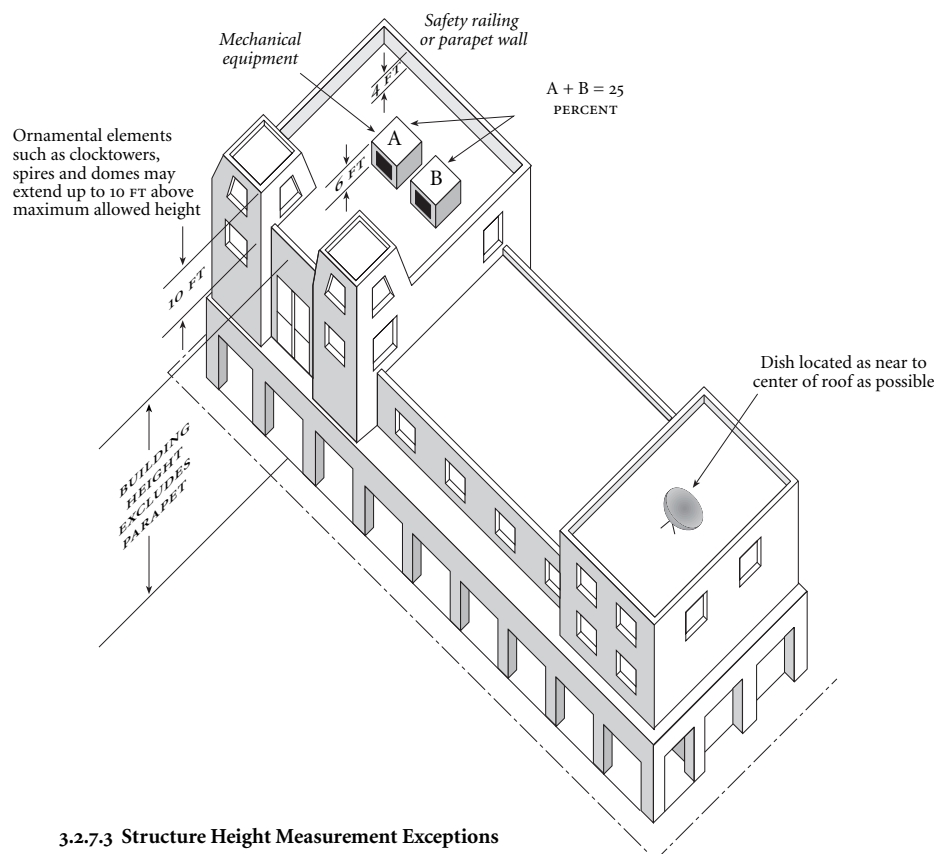 Safety railing
or parapet wall
Mechanical
equipment
4 FT
A + B = 25
PERCENT
A
B
6 FT
Ornamental elements
such as clocktowers,
spires and domes may
extend up to 10 FT above
maximum allowed height
10 FT
Dish located as near to
center of roof as possible
BUILDING
HEIGHT
EXCLUDES
PARAPET
3.2.7.3 Structure Height Measurement Exceptions